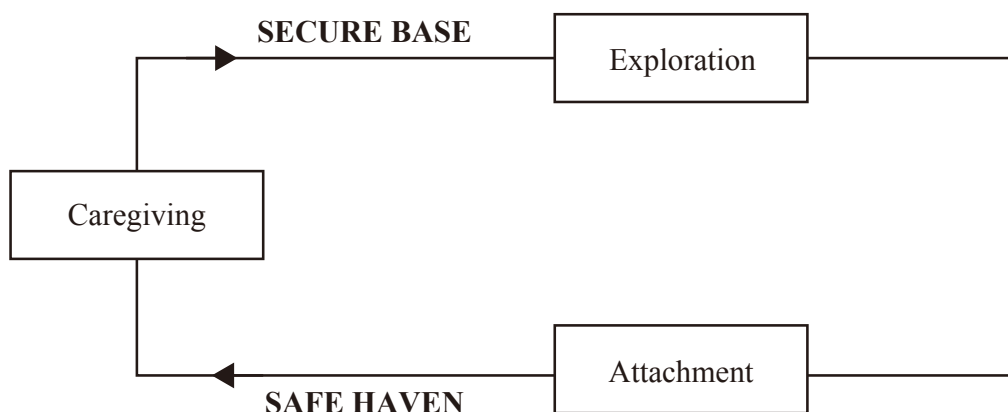 SECURE BASE
Exploration
Caregiving
Attachment
SAFE HAVEN